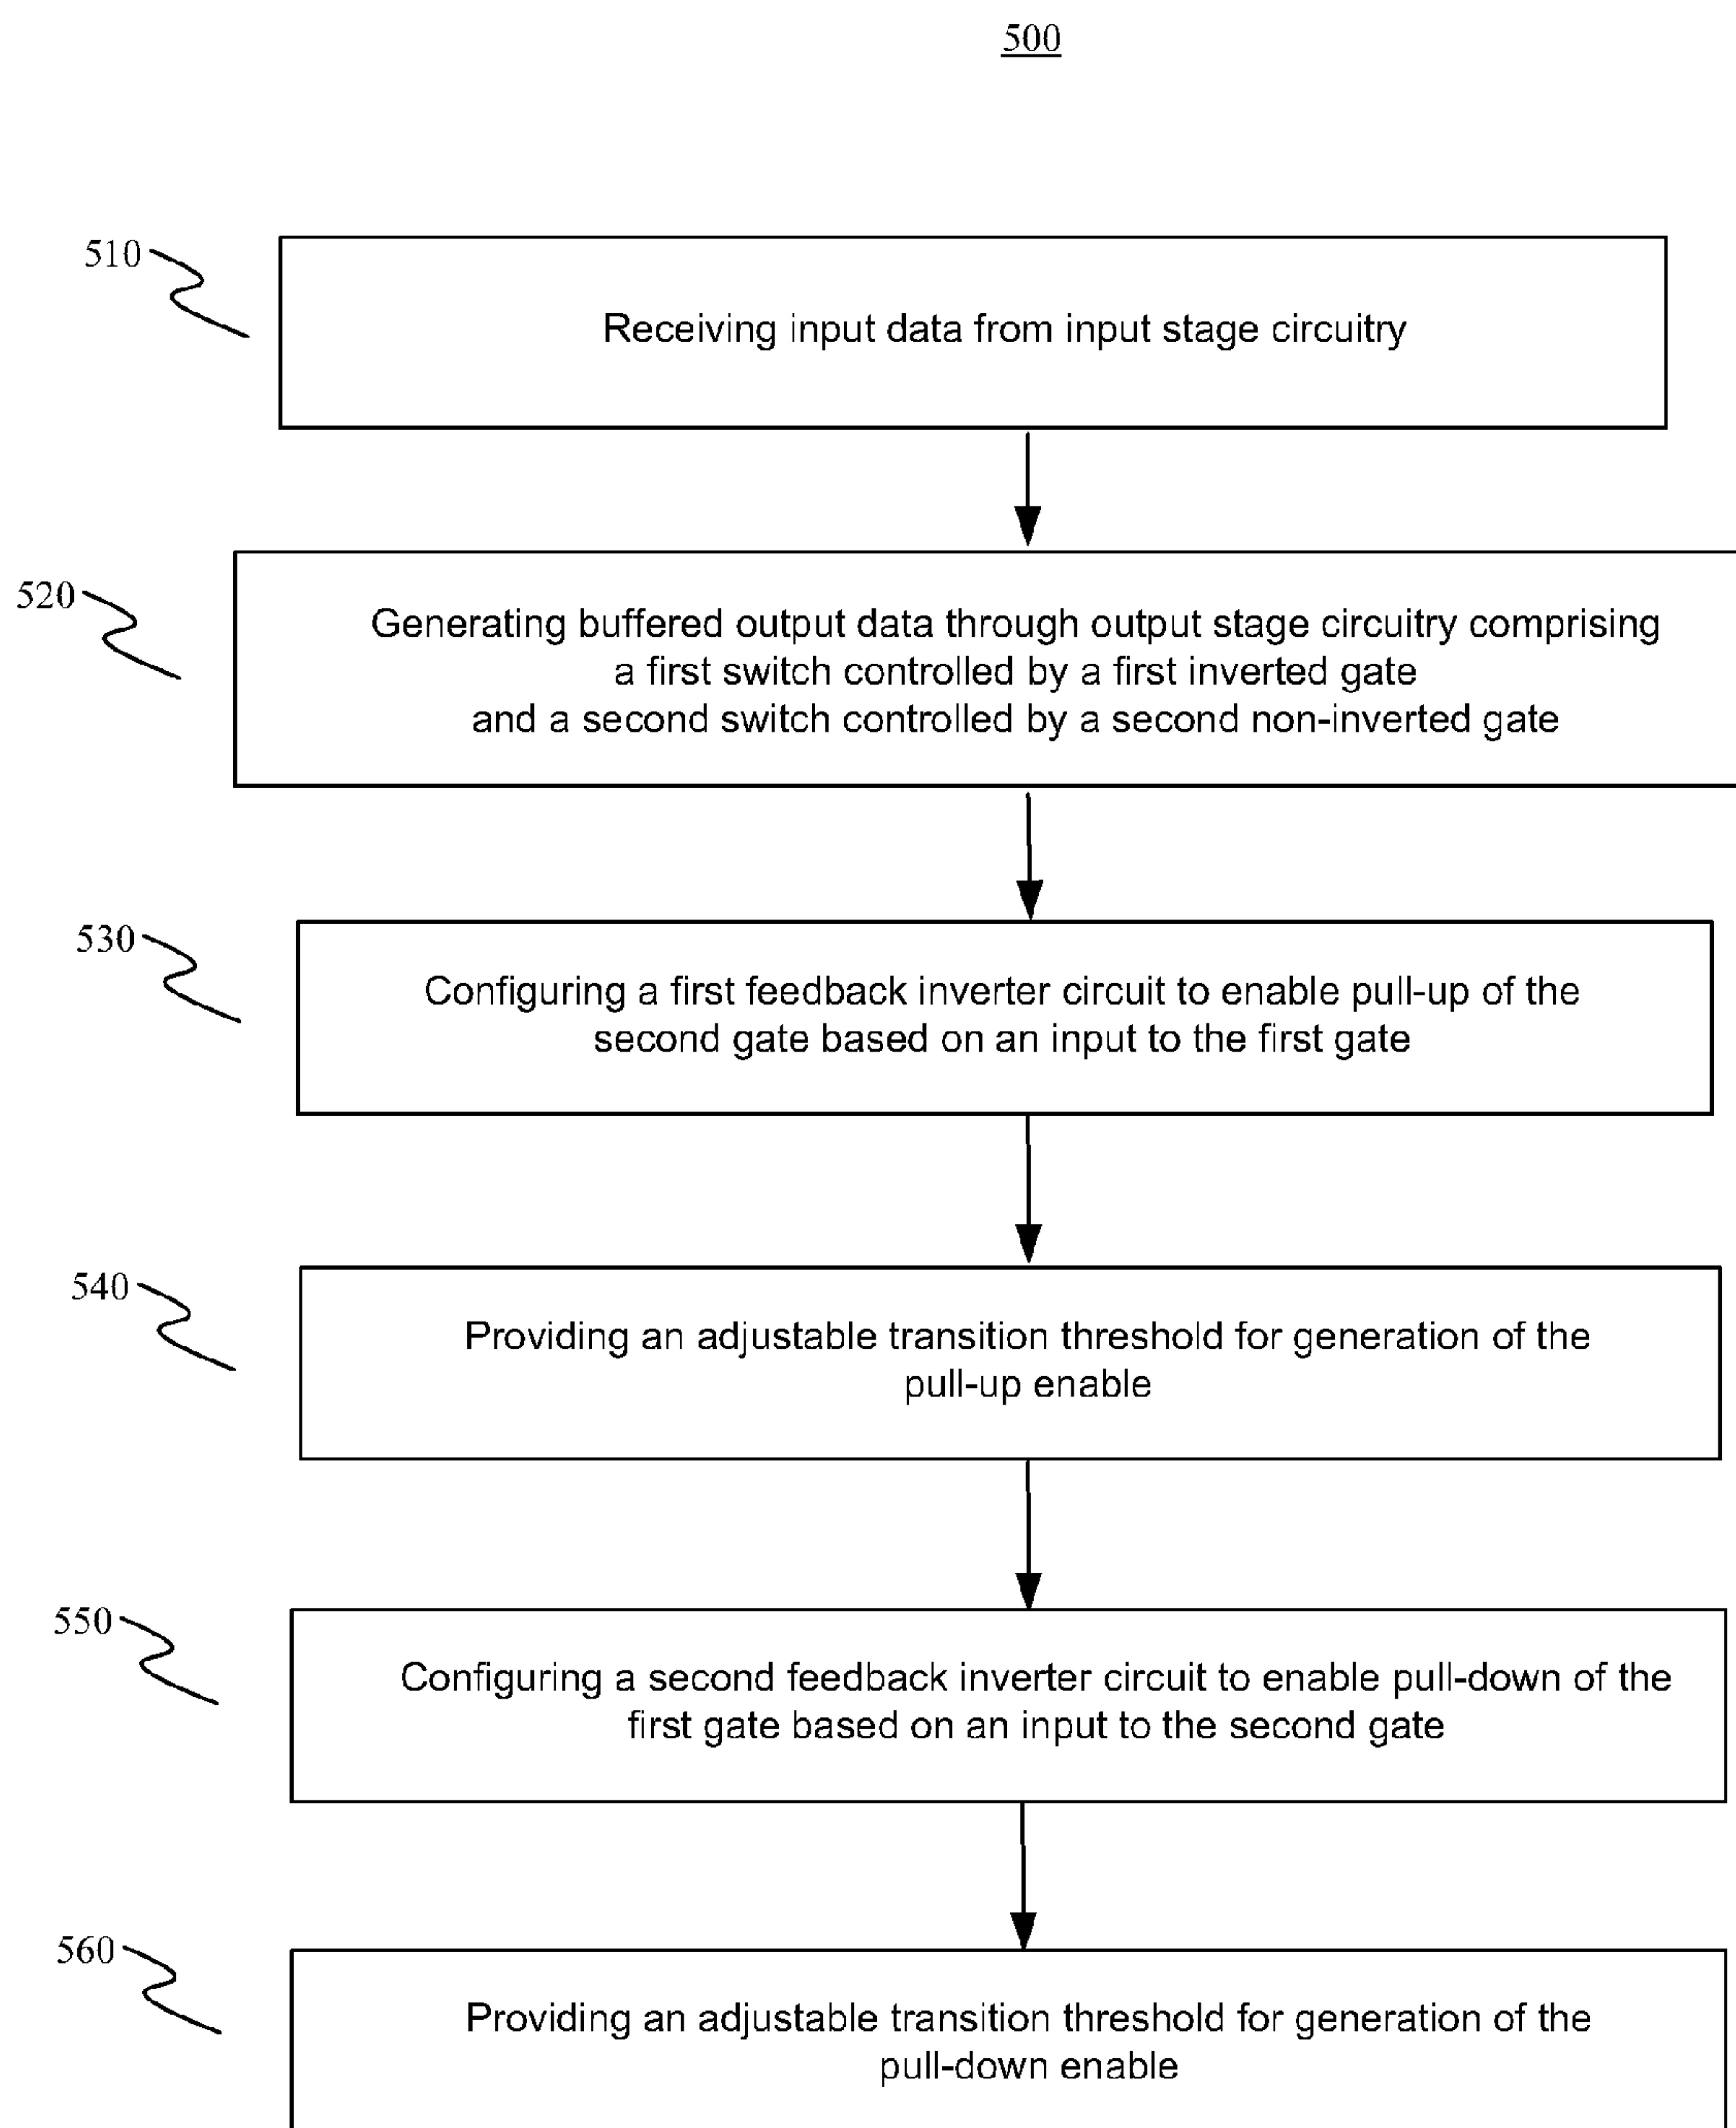 500
510
Receiving input data from input stage circuitry
520
Generating buffered output data through output stage circuitry comprising
a first switch controlled by a first inverted gate
and a second switch controlled by a second non-inverted gate
530
Configuring a first feedback inverter circuit to enable pull-up of the
second gate based on an input to the first gate
540
Providing an adjustable transition threshold for generation of the
pull-up enable
550
Configuring a second feedback inverter circuit to enable pull-down of the
first gate based on an input to the second gate
560
Providing an adjustable transition threshold for generation of the
pull-down enable